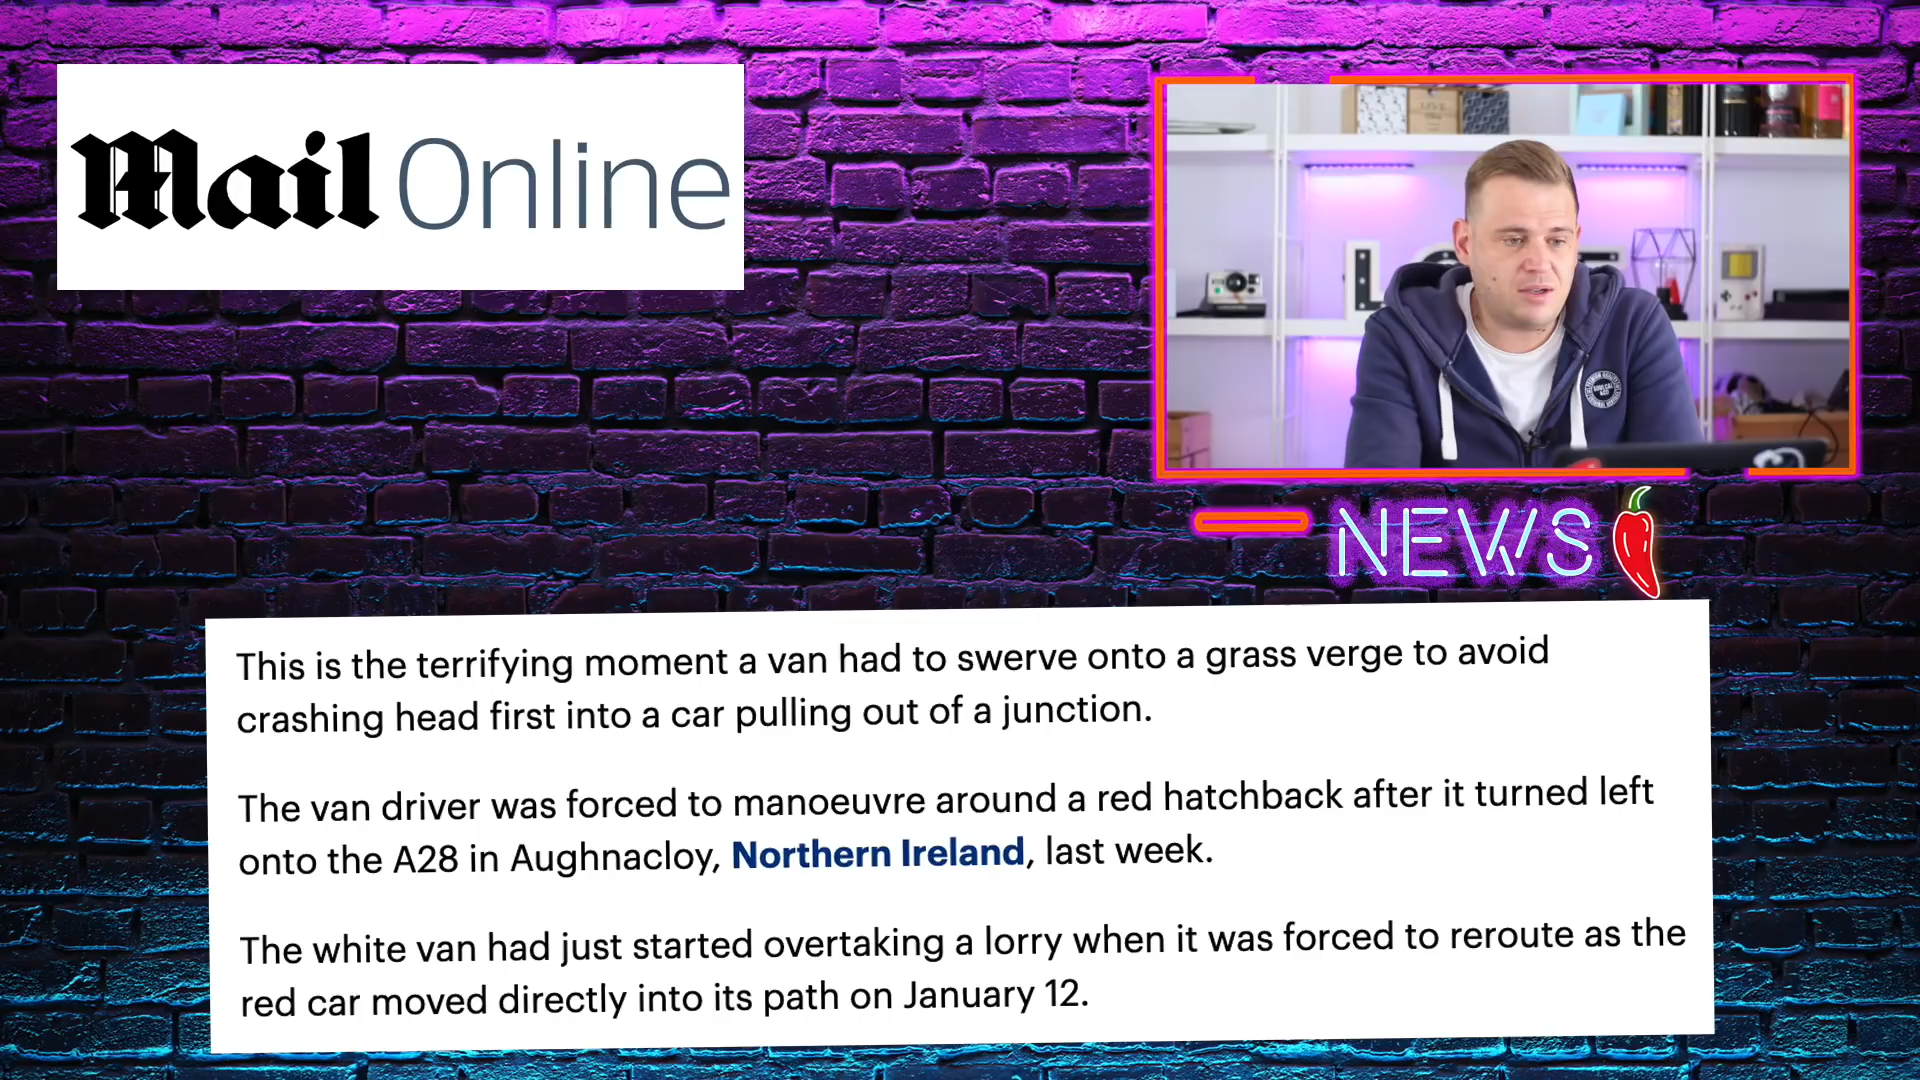 Mail Online
LOVE
NEWS
This is the terrifying moment a van had to swerve onto a grass verge to avoid
crashing head first into a car pulling out of a junction.
The van driver was forced to manoeuvre around a red hatchback after it turned left
onto the A28 in Aughnacloy, Northern Ireland, last week.
The white van had just started overtaking a lorry when it was forced to reroute as the
red car moved directly into its path on January 12.